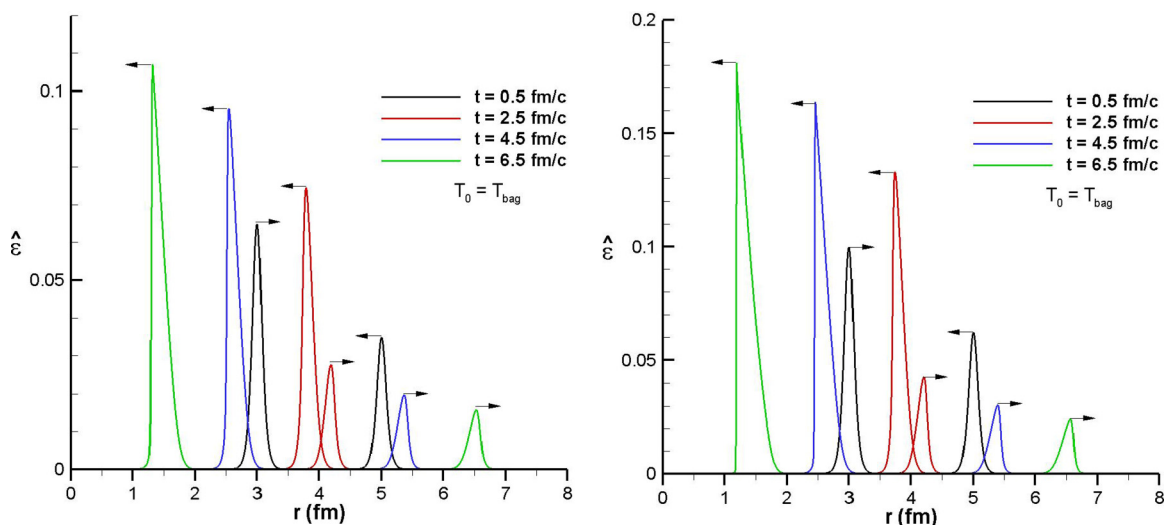 0.1
0.05
0
ε̂
t = 0.5 fm/c
t = 2.5 fm/c
t = 4.5 fm/c
t = 6.5 fm/c
T0 = Tbag
0 1 2 3 4 5 6 7 8
r (fm)
0.2
0.15
0.1
0.05
0
ε̂
t = 0.5 fm/c
t = 2.5 fm/c
t = 4.5 fm/c
t = 6.5 fm/c
T0 = Tbag
0 1 2 3 4 5 6 7 8
r (fm)